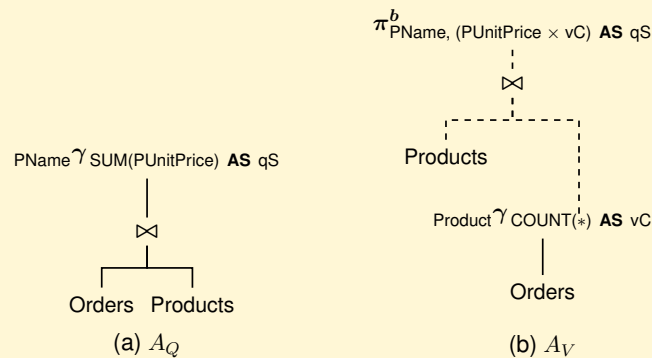 π^b PName, (PUnitPrice × vC) AS qS
⋈
Products
Product γ COUNT(*) AS vC
Orders
(b) A_V
PName γ SUM(PUnitPrice) AS qS
⋈
Orders Products
(a) A_Q